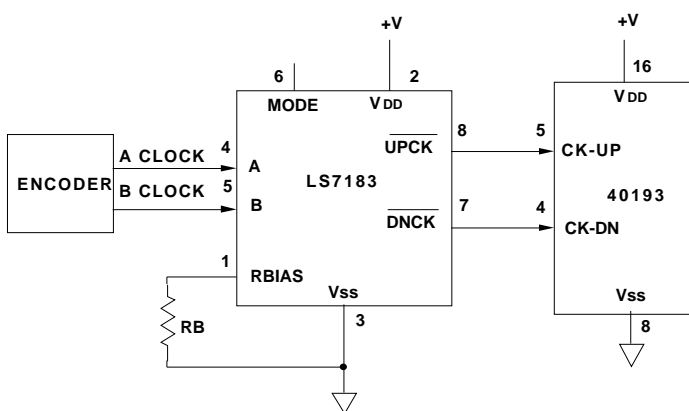 +V
+V
6
2
16
MODE
VDD
VDD
ENCODER
A CLOCK
4
A
B CLOCK
5
B
LS7183
UPCK
8
5
CK-UP
40193
DNCK
7
4
CK-DN
1
RBIAS
RB
Vss
3
Vss
8